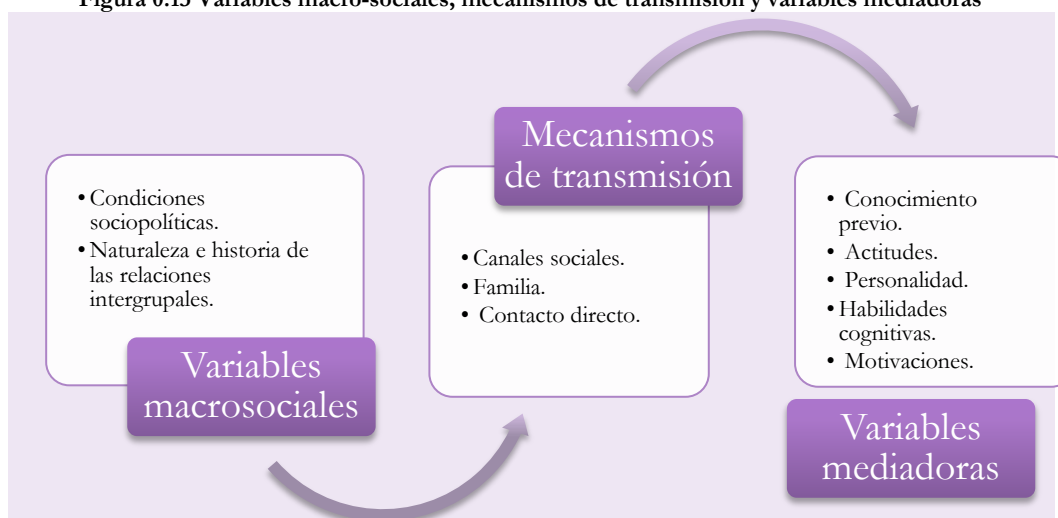 Figura 0.13 Variables macro-sociales, mecanismos de transmisión y variables mediadoras
• Condiciones
sociopolíticas.
• Naturaleza e historia de
las relaciones
intergrupales.
Variables
macrosociales
Mecanismos
de transmisión
• Canales sociales.
• Familia.
• Contacto directo.
• Conocimiento
previo.
• Actitudes.
• Personalidad.
• Habilidades
cognitivas.
• Motivaciones.
Variables
mediadoras